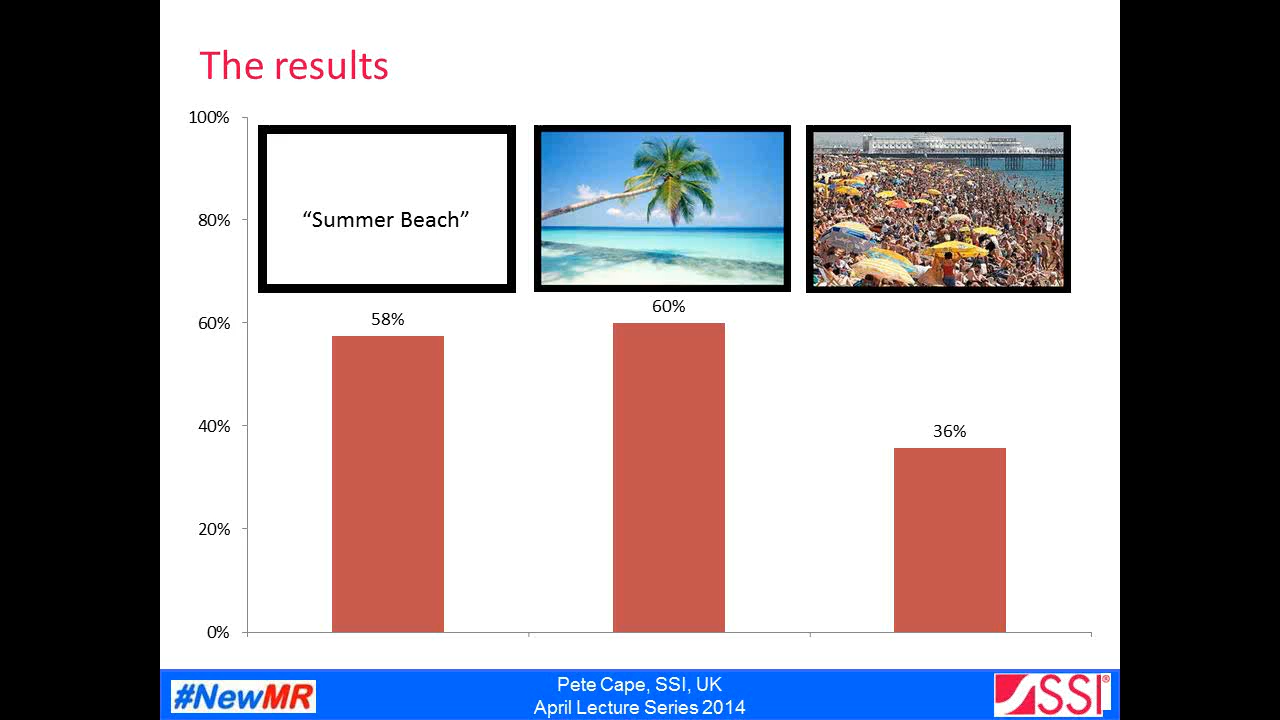 The results
100%
80%
60%
40%
20%
0%
“Summer Beach”
58%
60%
36%
#NewMR
Pete Cape, SSI, UK
April Lecture Series 2014
SSI®